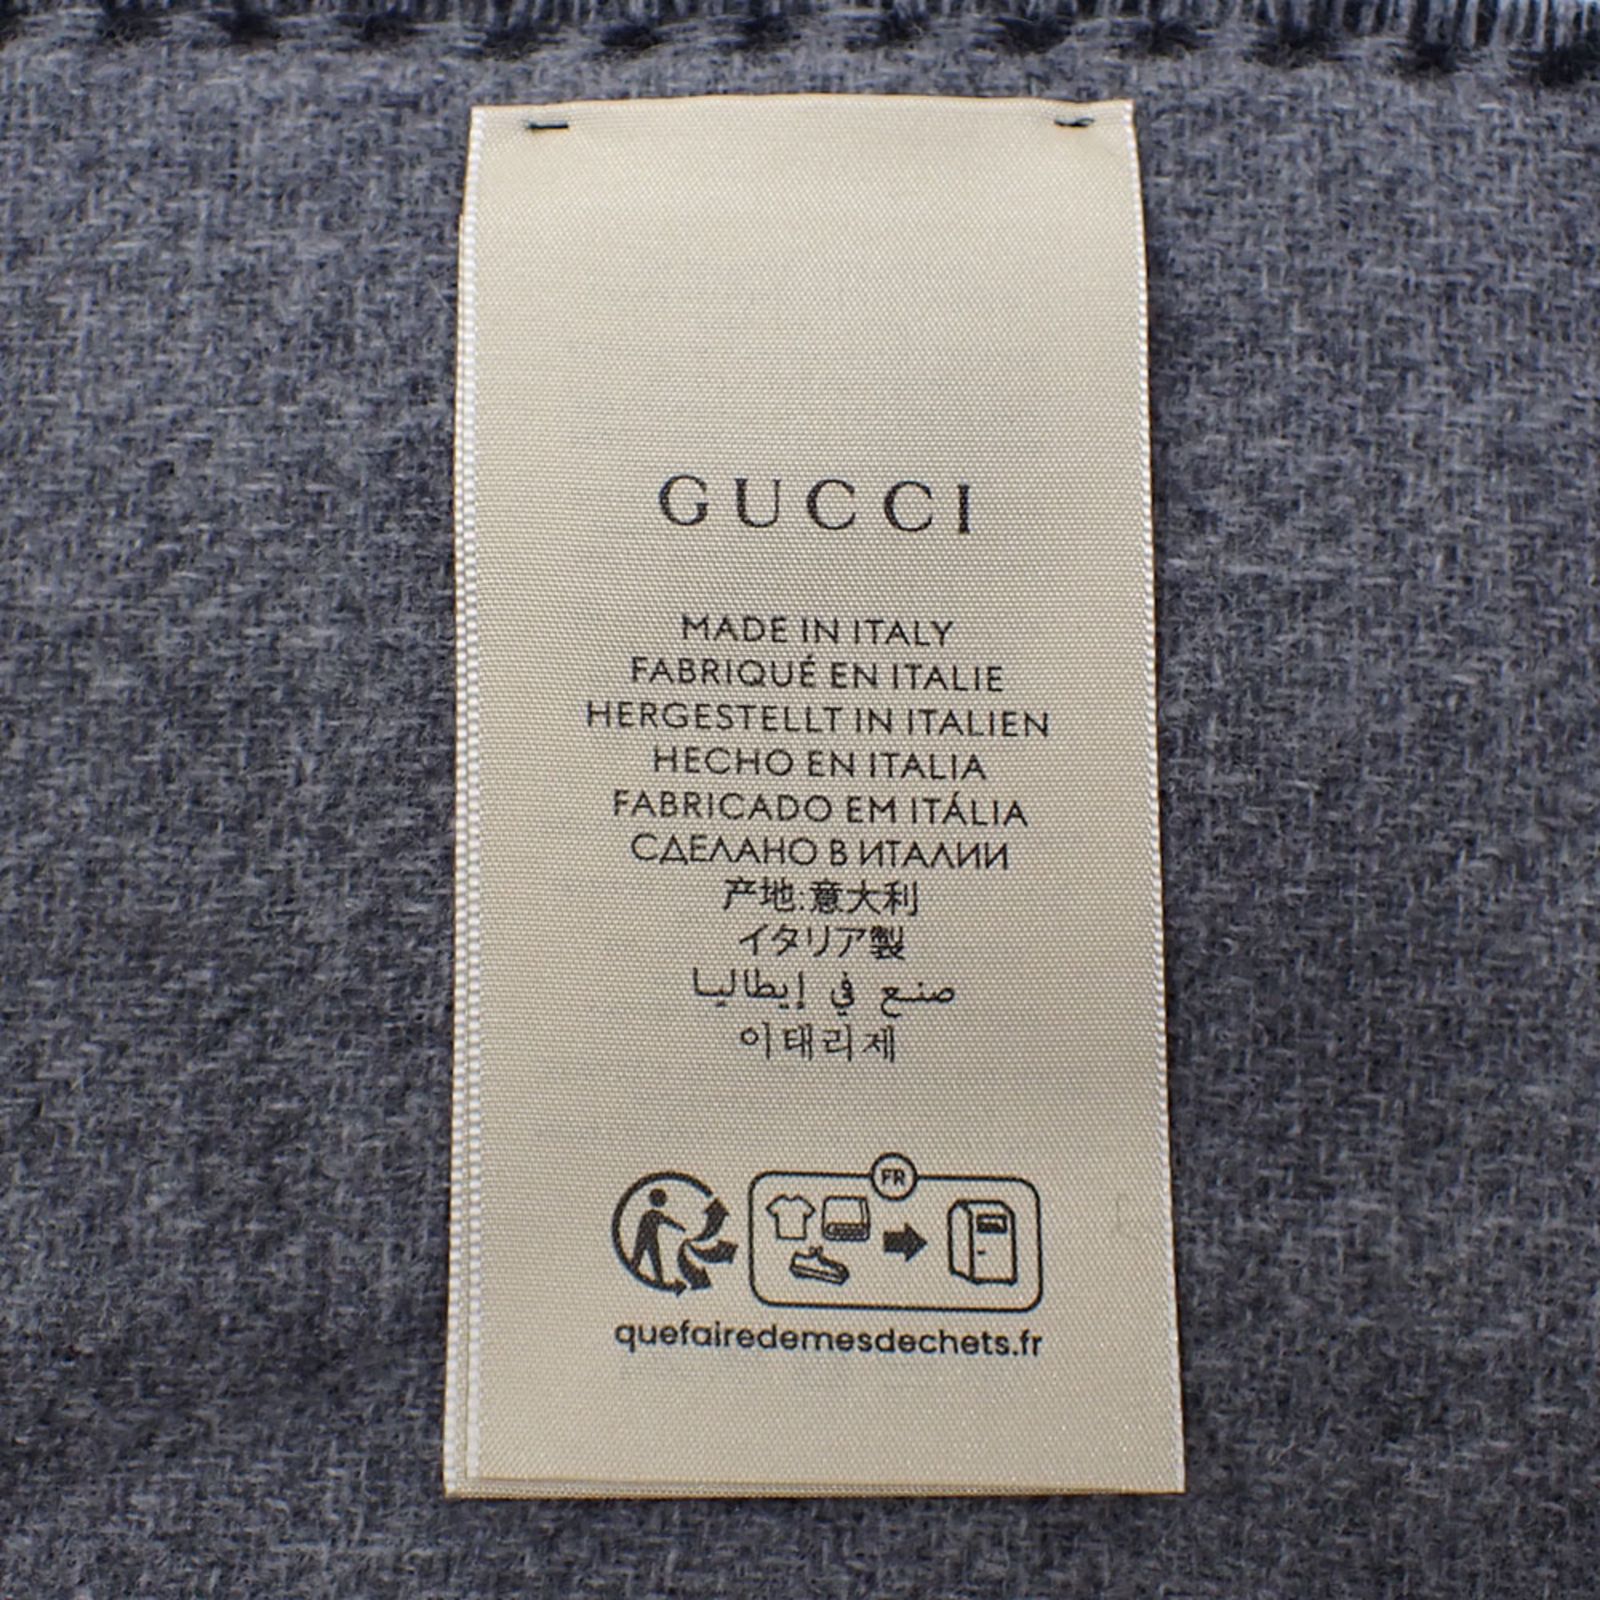 GUCCI
MADE IN ITALY
FABRIQUÉ EN ITALIE
HERGESTELLT IN ITALIEN
HECHO EN ITALIA
FABRICADO EM ITÁLIA
СДЕЛАНО В ИТАЛИИ
产地:意大利
イタリア製
صنع في إيطاليا
이태리제
FR
quefairedemesdechets.fr